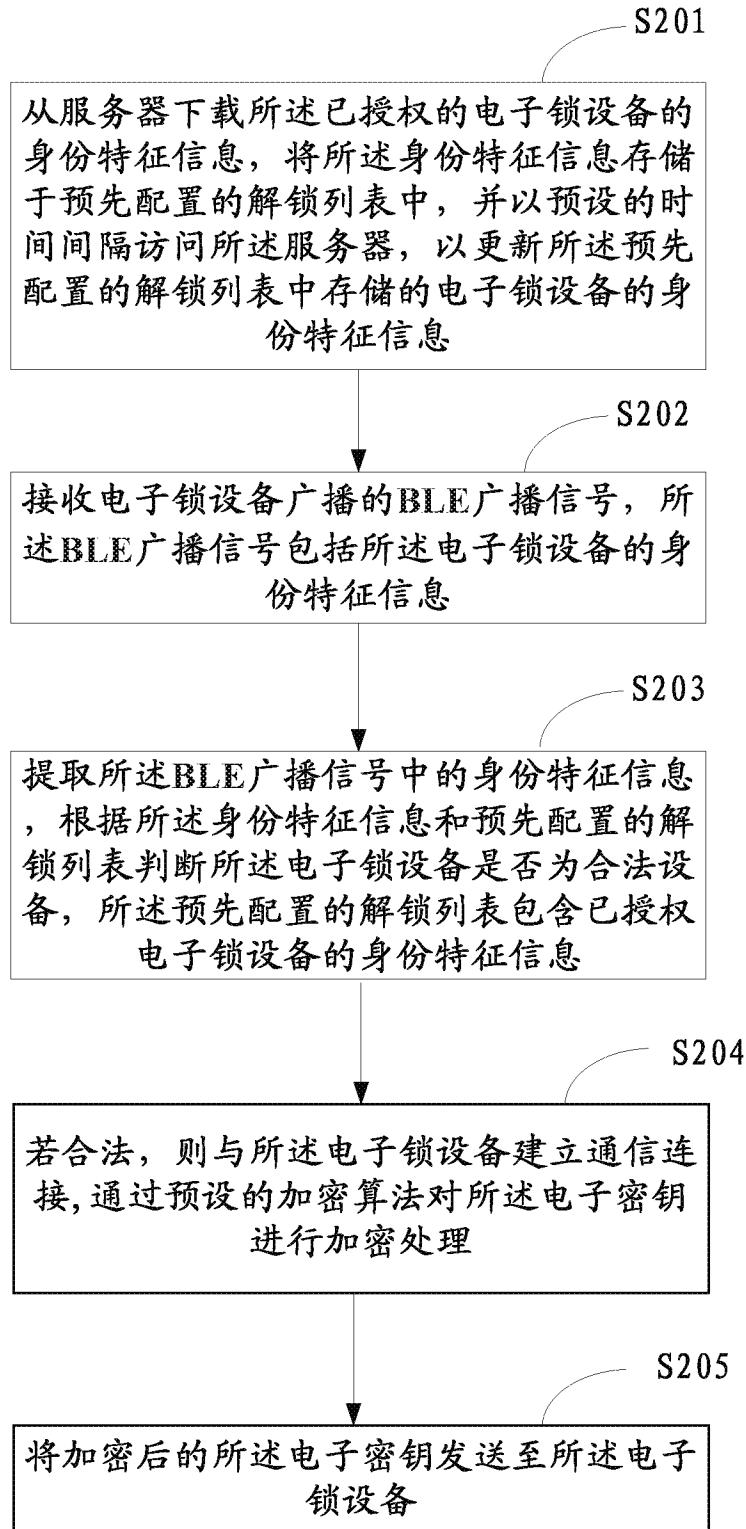 S201
从服务器下载所述已授权的电子锁设备的
身份特征信息，将所述身份特征信息存储
于预先配置的解锁列表中，并以预设的时
间间隔访问所述服务器，以更新所述预先
配置的解锁列表中存储的电子锁设备的身
份特征信息
S202
接收电子锁设备广播的BLE广播信号，所
述BLE广播信号包括所述电子锁设备的身
份特征信息
S203
提取所述BLE广播信号中的身份特征信息
，根据所述身份特征信息和预先配置的解
锁列表判断所述电子锁设备是否为合法设
备，所述预先配置的解锁列表包含已授权
电子锁设备的身份特征信息
S204
若合法，则与所述电子锁设备建立通信连
接,通过预设的加密算法对所述电子密钥
进行加密处理
S205
将加密后的所述电子密钥发送至所述电子
锁设备